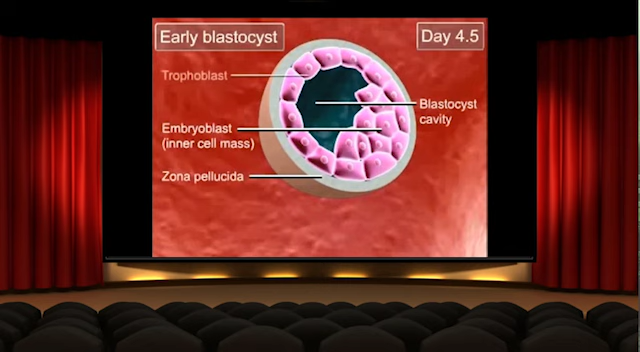 Early blastocyst
Day 4.5
Trophoblast
Blastocyst
cavity
Embryoblast
(inner cell mass)
Zona pellucida